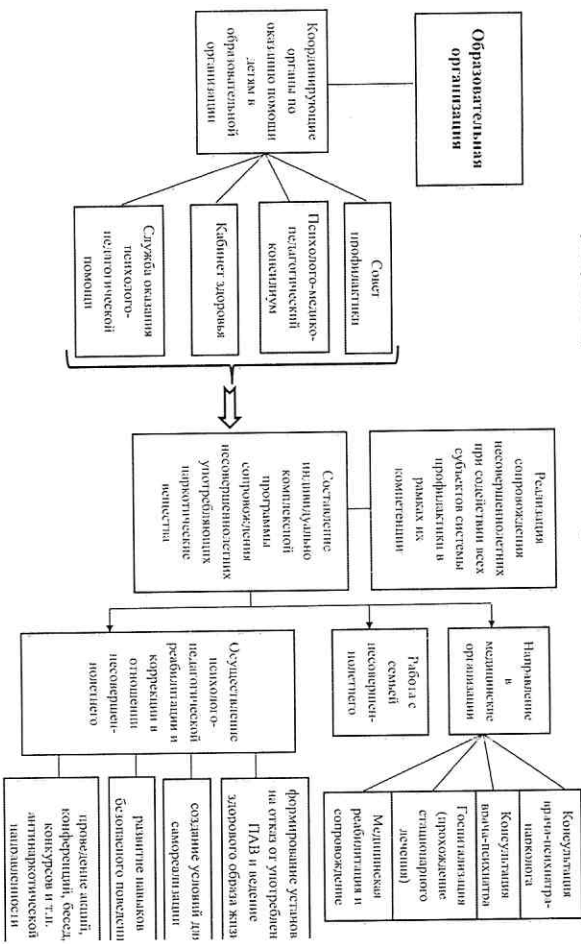 Образовательная
организация
Координирующие
органы по
оказанию помощи
детям в
образовательной
организации
Совет
профилактики
Психолого-медико-
педагогический
консилиум
Кабинет здоровья
Служба оказания
психолого-
педагогической
помощи
Реализация
сопровождения
несовершеннолетних
при содействии всех
субъектов системы
профилактики в
рамках их
компетенции
Составление
индивидуально
комплексной
программы
сопровождения
несовершеннолетних
употребляющих
наркотические
вещества
Направление
в
медицинские
организации
Работа с
семьей
несовершен-
нолетнего
Осуществление
психолого-
педагогической
реабилитации и
коррекции в
отношении
несовершен-
нолетнего
Консультация
врача-психиатра-
нарколога
Консультация
врача-психиатра
Госпитализация
(прохождение
стационарного
лечения)
Медицинская
реабилитация и
сопровождение
формирование установ
на отказ от употреблен
ПАВ и ведение
здорового образа жизн
создание условий для
самореализации
развитие навыков
безопасного поведени
проведение акций,
конференций, бесед,
конкурсов и т.п.
антинаркотической
направленности